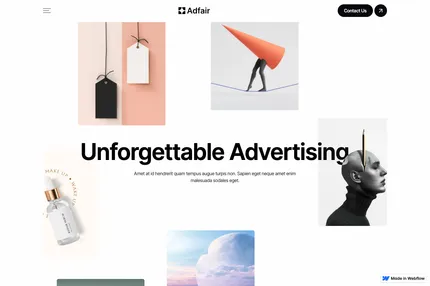 Adfair
Contact Us
Unforgettable Advertising
Amet at id hendrerit quam tempus augue turpis non. Sapien eget neque amet enim
malesuada sodales eget.
MAKE UP • MAKE
Made in Webflow